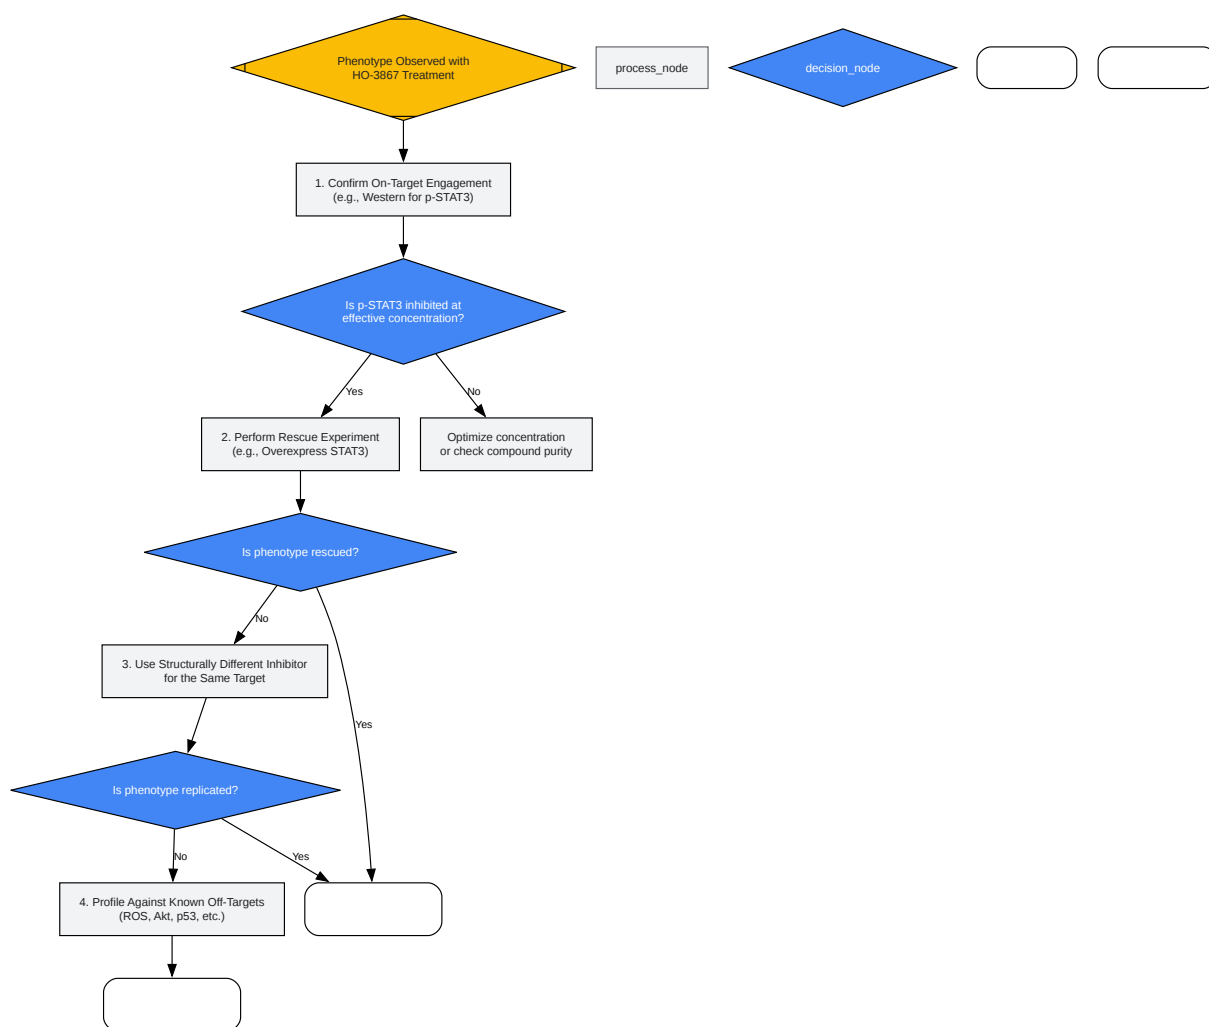 Phenotype Observed with
HO-3867 Treatment
process_node
decision_node
1. Confirm On-Target Engagement
(e.g., Western for p-STAT3)
Is p-STAT3 inhibited at
effective concentration?
Yes
No
2. Perform Rescue Experiment
(e.g., Overexpress STAT3)
Optimize concentration
or check compound purity
Is phenotype rescued?
No
3. Use Structurally Different Inhibitor
for the Same Target
Yes
Is phenotype replicated?
No
Yes
4. Profile Against Known Off-Targets
(ROS, Akt, p53, etc.)